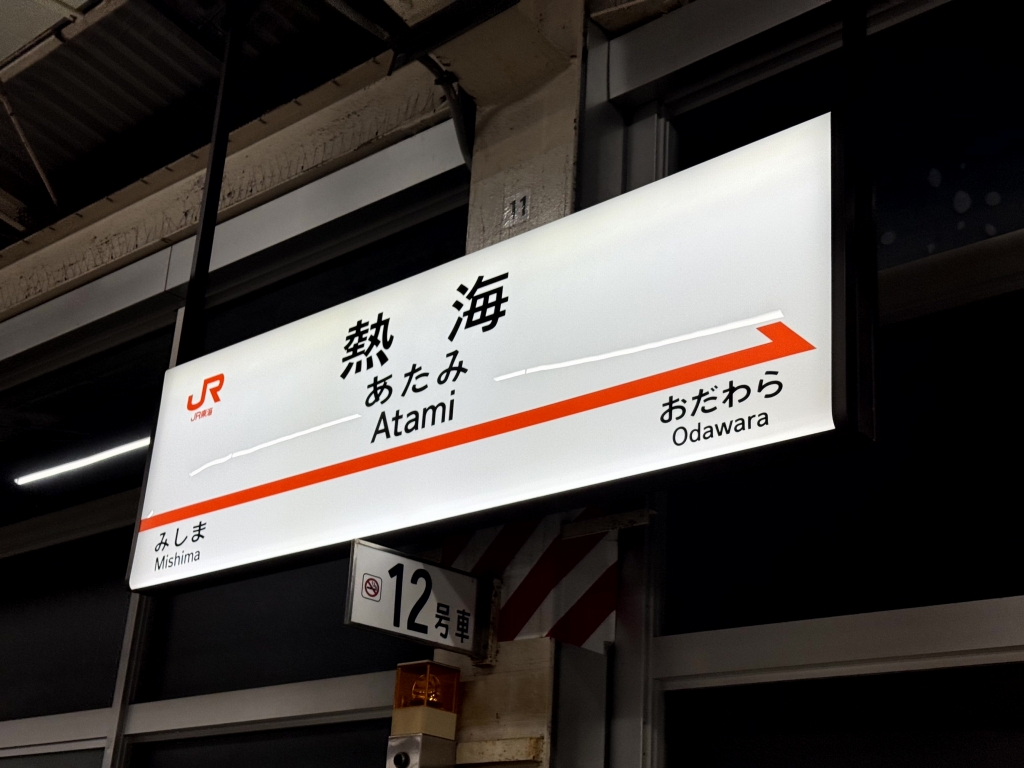 11
熱海
あたみ
Atami
JR
JR東海
おだわら
Odawara
みしま
Mishima
12号車